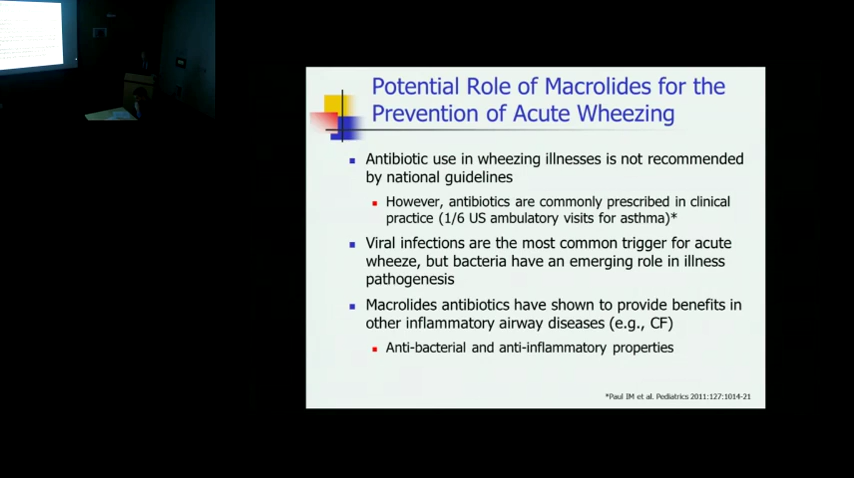 Potential Role of Macrolides for the
Prevention of Acute Wheezing
Antibiotic use in wheezing illnesses is not recommended
by national guidelines
However, antibiotics are commonly prescribed in clinical
practice (1/6 US ambulatory visits for asthma)*
Viral infections are the most common trigger for acute
wheeze, but bacteria have an emerging role in illness
pathogenesis
Macrolides antibiotics have shown to provide benefits in
other inflammatory airway diseases (e.g., CF)
Anti-bacterial and anti-inflammatory properties
*Paul IM et al. Pediatrics 2011:127:1014-21